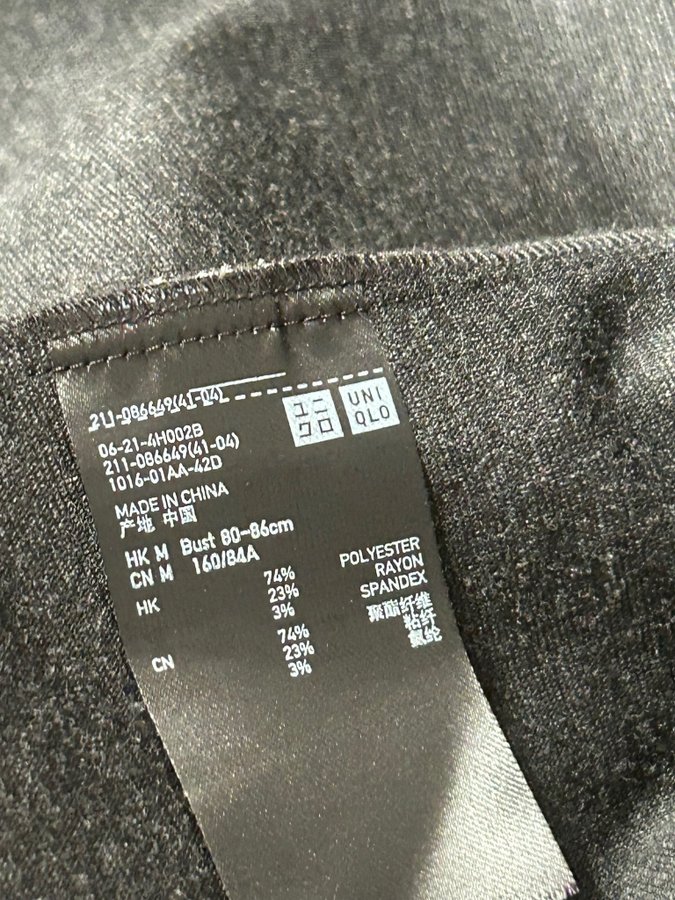 211-086649(41-04)
ユニ
クロ
UNI
QLO
06-21-4H002B
211-086649(41-04)
1016-01AA-42D
MADE IN CHINA
产地 中国
HK M Bust 80-86cm
CN M 160/84A
HK 74% POLYESTER
23% RAYON
3% SPANDEX
CN 74% 聚酯纤维
23% 粘纤
3% 氨纶